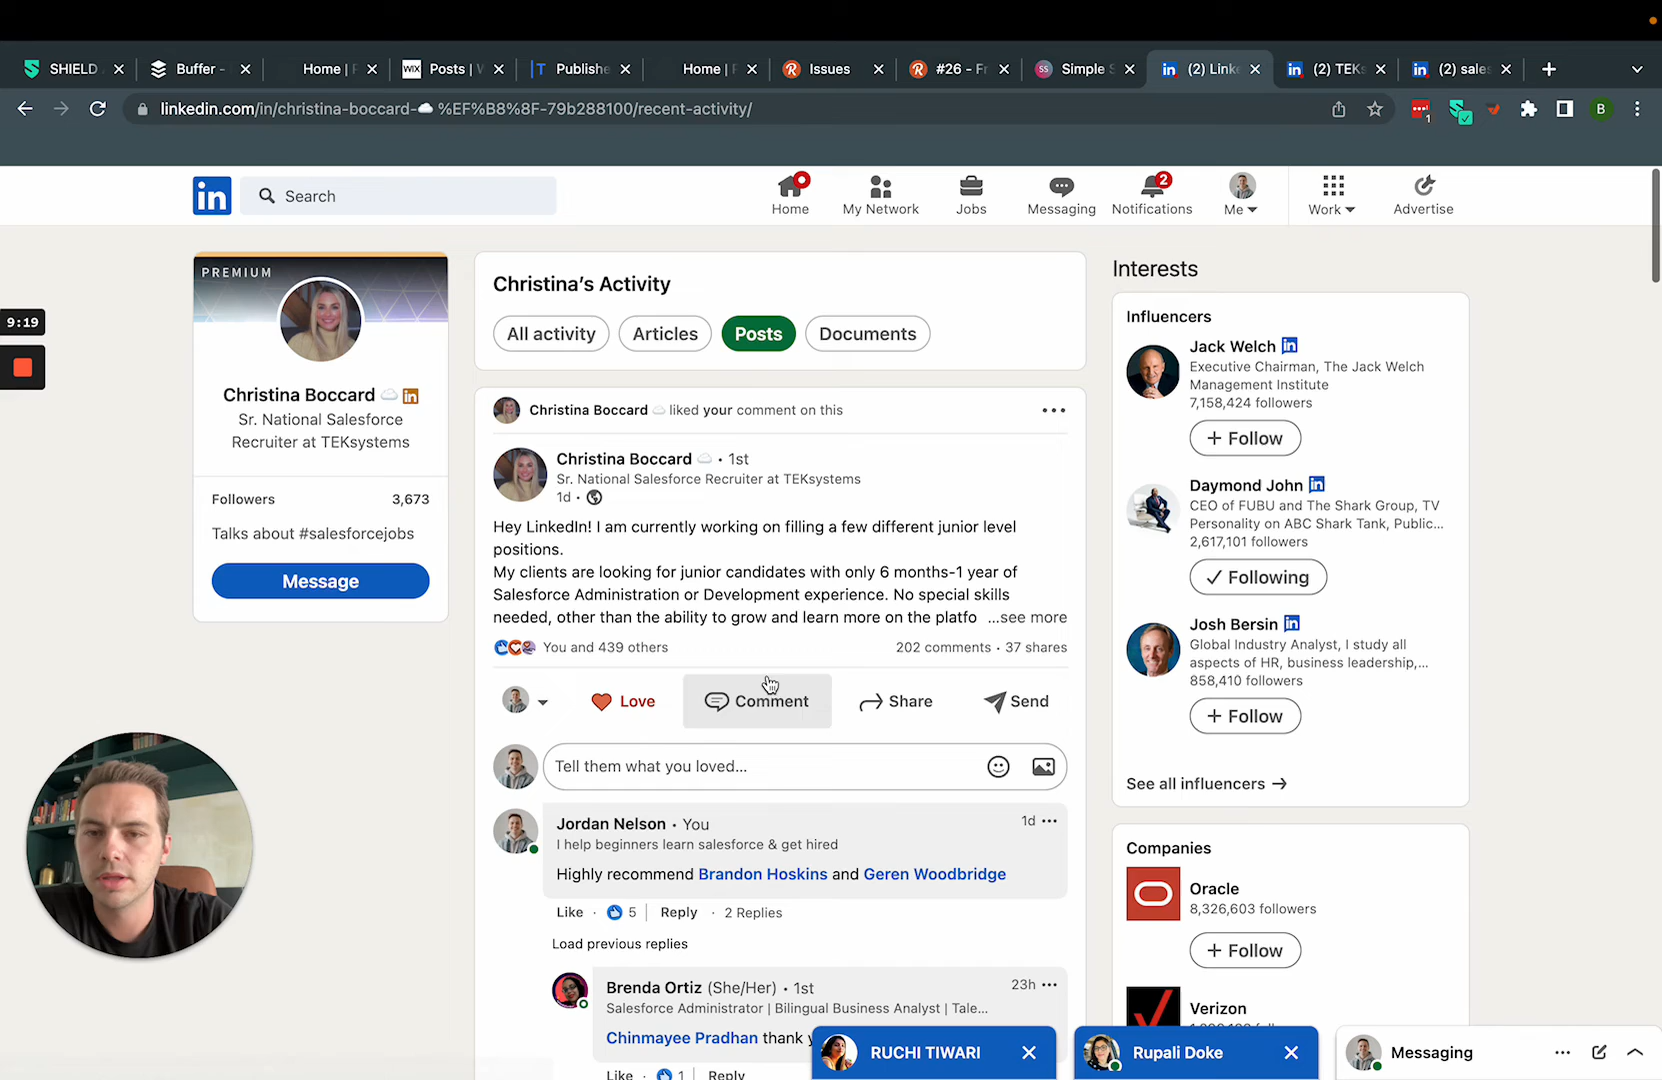 SHIELD
Buffer -
Home | F
WIX
Posts | W
Publishe
Home | F
Issues
#26 - Fr
SS
Simple S
(2) Linke
(2) TEKs
(2) sales
linkedin.com/in/christina-boccard-☁️%EF%B8%8F-79b288100/recent-activity/
1
B
in
Search
Home
My Network
Jobs
Messaging
2
Notifications
Me
Work
Advertise
9:19
PREMIUM
Christina Boccard ☁️ in
Sr. National Salesforce
Recruiter at TEKsystems
Followers 3,673
Talks about #salesforcejobs
Message
Christina's Activity
All activity
Articles
Posts
Documents
Christina Boccard ☁️ liked your comment on this
Christina Boccard ☁️ • 1st
Sr. National Salesforce Recruiter at TEKsystems
1d •
Hey LinkedIn! I am currently working on filling a few different junior level
positions.
My clients are looking for junior candidates with only 6 months-1 year of
Salesforce Administration or Development experience. No special skills
needed, other than the ability to grow and learn more on the platfo ...see more
You and 439 others
202 comments • 37 shares
Love
Comment
Share
Send
Tell them what you loved...
Jordan Nelson • You
1d
I help beginners learn salesforce & get hired
Highly recommend Brandon Hoskins and Geren Woodbridge
Like · 5 | Reply · 2 Replies
Load previous replies
Brenda Ortiz (She/Her) • 1st
23h
Salesforce Administrator | Bilingual Business Analyst | Tale...
Chinmayee Pradhan thank
Like · 1 | Reply
Interests
Influencers
Jack Welch in
Executive Chairman, The Jack Welch
Management Institute
7,158,424 followers
+ Follow
Daymond John in
CEO of FUBU and The Shark Group, TV
Personality on ABC Shark Tank, Public...
2,617,101 followers
✓ Following
Josh Bersin in
Global Industry Analyst, I study all
aspects of HR, business leadership,...
858,410 followers
+ Follow
See all influencers →
Companies
Oracle
8,326,603 followers
+ Follow
Verizon
RUCHI TIWARI
Rupali Doke
Messaging